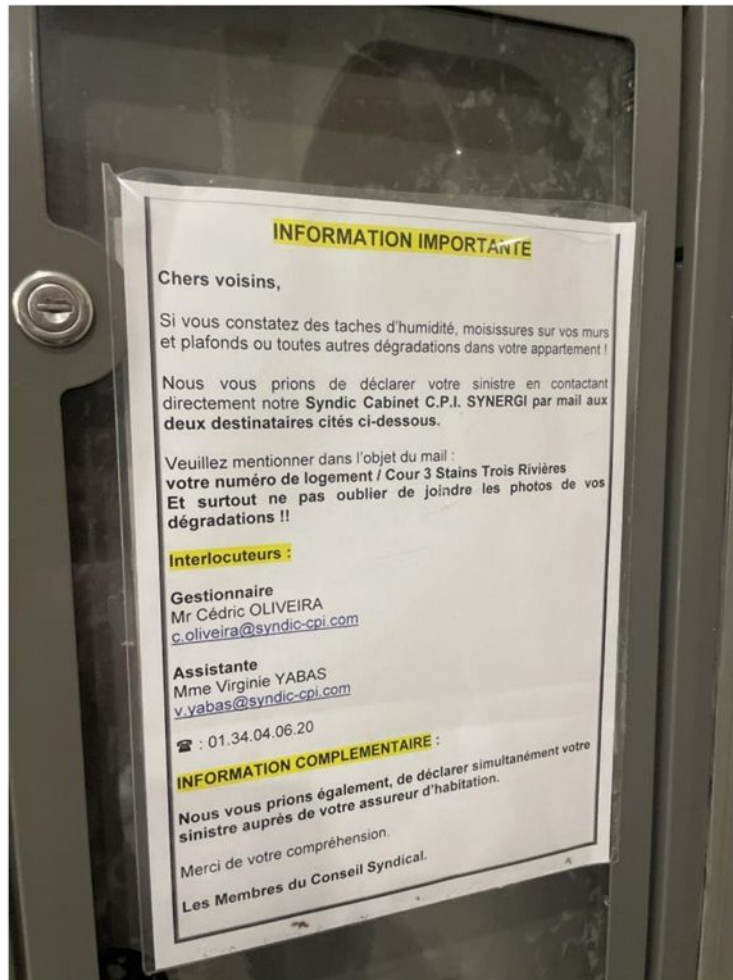 INFORMATION IMPORTANTE
Chers voisins,
Si vous constatez des taches d'humidité, moisissures sur vos murs
et plafonds ou toutes autres dégradations dans votre appartement !
Nous vous prions de déclarer votre sinistre en contactant
directement notre Syndic Cabinet C.P.I. SYNERGI par mail aux
deux destinataires cités ci-dessous.
Veuillez mentionner dans l'objet du mail :
votre numéro de logement / Cour 3 Stains Trois Rivières
Et surtout ne pas oublier de joindre les photos de vos
dégradations !!
Interlocuteurs :
Gestionnaire
Mr Cédric OLIVEIRA
c.oliveira@syndic-cpi.com
Assistante
Mme Virginie YABAS
v.yabas@syndic-cpi.com
☎ : 01.34.04.06.20
INFORMATION COMPLEMENTAIRE :
Nous vous prions également, de déclarer simultanément votre
sinistre auprès de votre assureur d'habitation.
Merci de votre compréhension.
Les Membres du Conseil Syndical.